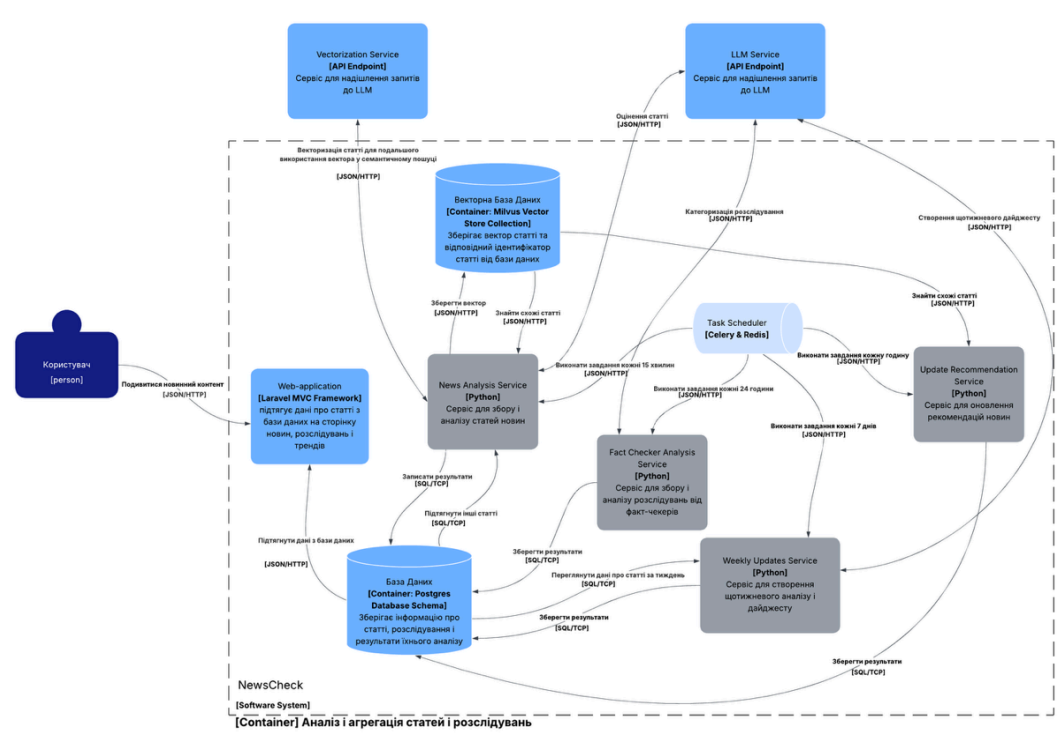 Vectorization Service
[API Endpoint]
Сервіс для надішлення запитів
до LLM
LLM Service
[API Endpoint]
Сервіс для надішлення запитів
до LLM
Оцінення статті
[JSON/HTTP]
Векторизація статті для подальшого
використання вектора у семантичному пошуці
[JSON/HTTP]
Векторна База Даних
[Container: Milvus Vector
Store Collection]
Зберігає вектор статті та
відповідний ідентифікатор
статті від бази даних
Категоризація розслідування
[JSON/HTTP]
Створення щотижневого дайджесту
[JSON/HTTP]
Зберегти вектор
[JSON/HTTP]
Знайти схожі статті
[JSON/HTTP]
Знайти схожі статті
[JSON/HTTP]
Task Scheduler
[Celery & Redis]
Користувач
[person]
Подивитися новинний контент
[JSON/HTTP]
Web-application
[Laravel MVC Framework]
підтягує дані про статті з
бази даних на сторінку
новин, розслідувань і
трендів
News Analysis Service
[Python]
Сервіс для збору і
аналізу статей новин
Виконати завдання кожні 15 хвилин
[JSON/HTTP]
Виконати завдання кожну годину
[JSON/HTTP]
Update Recommendation
Service
[Python]
Сервіс для оновлення
рекомендацій новин
Виконати завдання кожні 24 години
[JSON/HTTP]
Виконати завдання кожні 7 днів
[JSON/HTTP]
Fact Checker Analysis
Service
[Python]
Сервіс для збору і
аналізу розслідувань від
факт-чекерів
Записати результати
[SQL/TCP]
Підтягнути інші статті
[SQL/TCP]
Підтягнути дані з бази даних
[JSON/HTTP]
Зберегти результати
[SQL/TCP]
Переглянути дані про статті за тиждень
[SQL/TCP]
Зберегти результати
[SQL/TCP]
Weekly Updates Service
[Python]
Сервіс для створення
щотижневого аналізу і
дайджесту
База Даних
[Container: Postgres
Database Schema]
Зберігає інформацію про
статті, розслідування і
результати їхнього аналізу
Зберегти результати
[SQL/TCP]
NewsCheck
[Software System]
[Container] Аналіз і агрегація статей і розслідувань